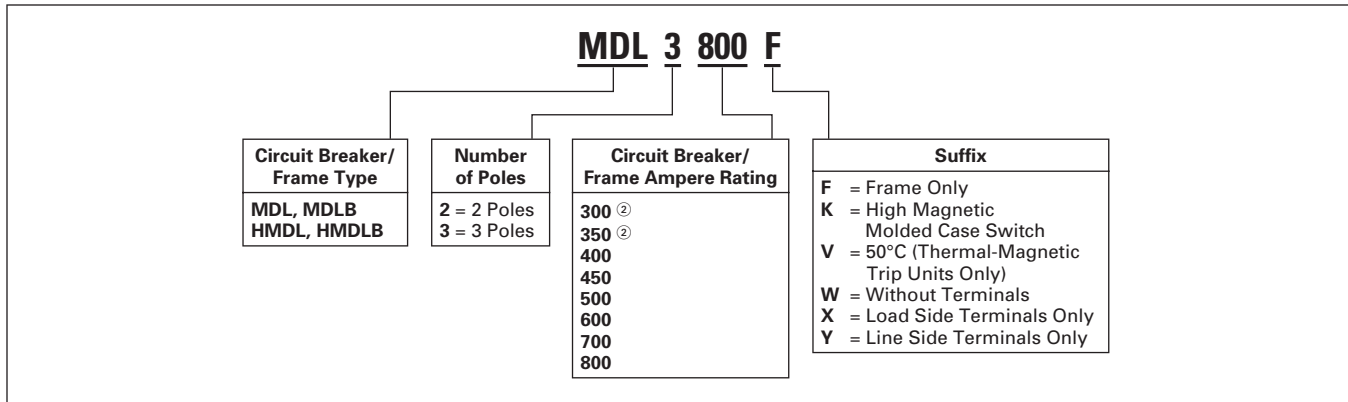 MDL 3 800 F
Circuit Breaker/
Frame Type
MDL, MDLB
HMDL, HMDLB
Number
of Poles
2 = 2 Poles
3 = 3 Poles
Circuit Breaker/
Frame Ampere Rating
300 ②
350 ②
400
450
500
600
700
800
Suffix
F = Frame Only
K = High Magnetic
Molded Case Switch
V = 50°C (Thermal-Magnetic
Trip Units Only)
W = Without Terminals
X = Load Side Terminals Only
Y = Line Side Terminals Only